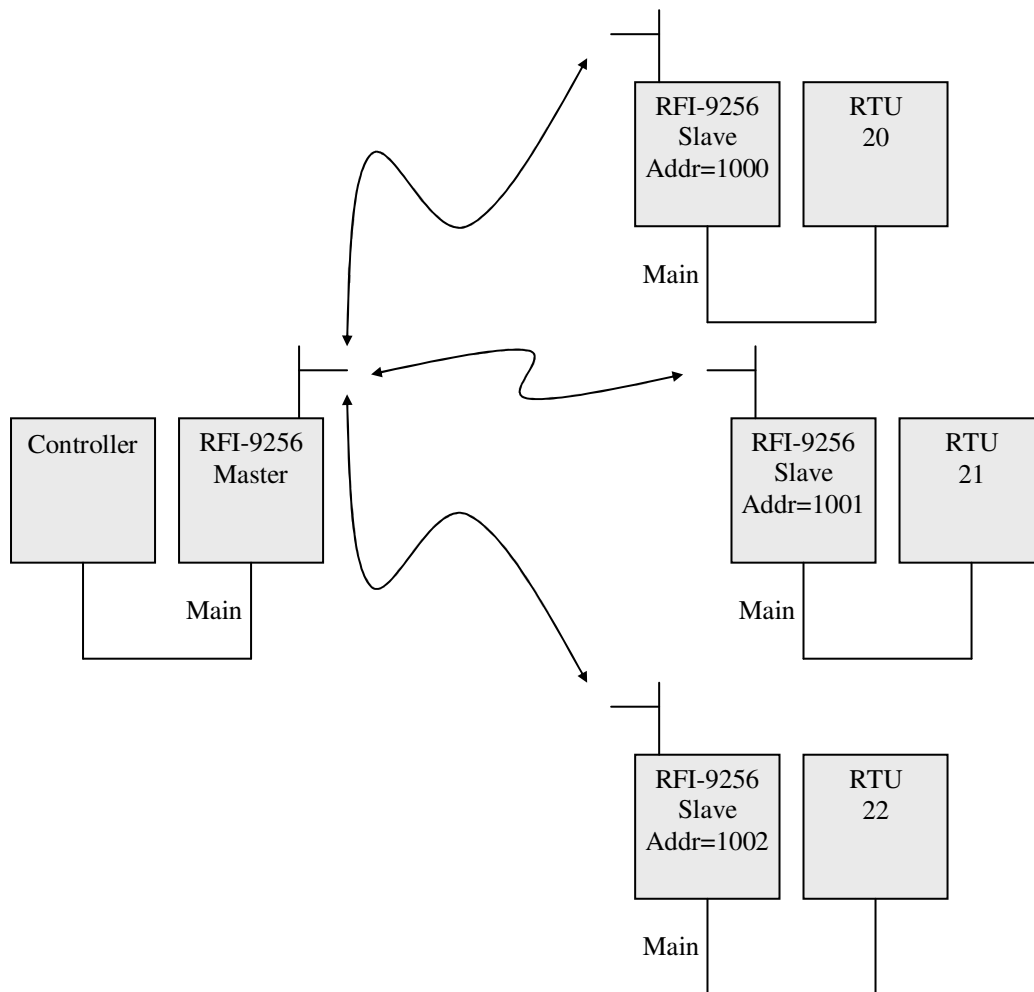 RFI-9256
Slave
Addr=1000
RTU
20
Main
Controller
RFI-9256
Master
Main
RFI-9256
Slave
Addr=1001
RTU
21
Main
RFI-9256
Slave
Addr=1002
RTU
22
Main